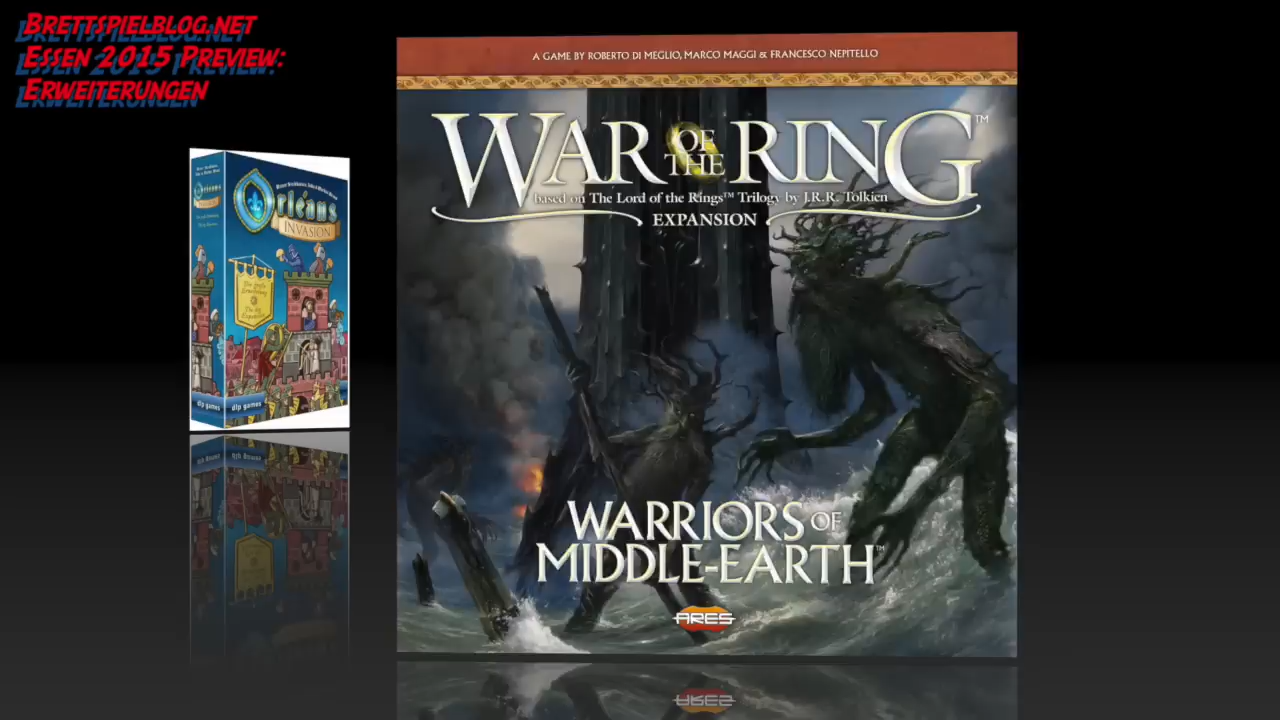 Brettspielblog.net
Essen 2015 Preview:
Erweiterungen
A GAME BY ROBERTO DI MEGLIO, MARCO MAGGI & FRANCESCO NEPITELLO
WAR OF THE RING™
based on The Lord of the Rings™ Trilogy by J.R.R. Tolkien
EXPANSION
WARRIORS OF
MIDDLE-EARTH™
ARES
Orléans
INVASION
Orléans
dlp games
dlp games